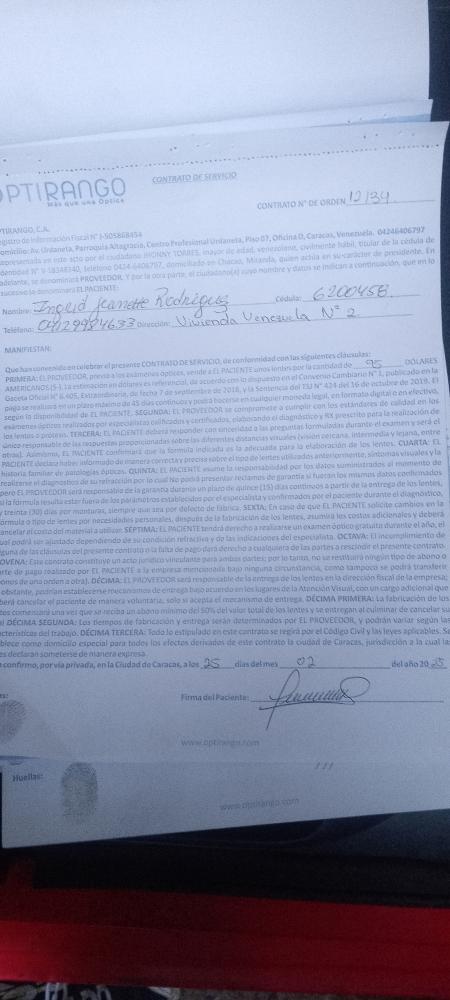 OPTIRANGO
Más que una Óptica
CONTRATO DE SERVICIO
CONTRATO N° DE ORDEN 12134
OPTIRANGO, C.A.
Registro de Información Fiscal N° J-505868454
Domicilio: Av. Urdaneta, Parroquia Altagracia, Centro Profesional Urdaneta, Piso 07, Oficina D, Caracas, Venezuela. 04246406797
representada en este acto por el ciudadano JHONNY TORRES, mayor de edad, venezolano, civilmente hábil, titular de la cédula de
identidad N° V-18348340, teléfono 0424-6406797, domiciliado en Chacao, Miranda, quien actúa en su carácter de presidente. En
adelante, se denominará PROVEEDOR. Y por la otra parte, el ciudadano(a) cuyo nombre y datos se indican a continuación, que en lo
sucesivo se denominará EL PACIENTE:
Nombre: Ingrid Jeanette Rodriguez Cédula: 6200458
Teléfono: 04129984633 Dirección: Vivienda Venezuela N° 2
MANIFIESTAN:
Que han convenido en celebrar el presente CONTRATO DE SERVICIO, de conformidad con las siguientes cláusulas:
PRIMERA: EL PROVEEDOR, previo a los exámenes ópticos, vende a EL PACIENTE unos lentes por la cantidad de 95 DÓLARES
AMERICANOS ($·). La estimación en dólares es referencial, de acuerdo con lo dispuesto en el Convenio Cambiario N° 1, publicado en la
Gaceta Oficial N° 6.405, Extraordinario, de fecha 7 de septiembre de 2018, y la Sentencia del TSJ N° 424 del 16 de octubre de 2019. El
pago se realizará en un plazo máximo de 45 días continuos y podrá hacerse en cualquier moneda legal, en formato digital o en efectivo,
según la disponibilidad de EL PACIENTE. SEGUNDA: EL PROVEEDOR se compromete a cumplir con los estándares de calidad en los
exámenes ópticos realizados por especialistas calificados y certificados, elaborando el diagnóstico y RX prescrito para la realización de
los lentes o proceso. TERCERA: EL PACIENTE deberá responder con sinceridad a las preguntas formuladas durante el examen y será el
único responsable de las respuestas proporcionadas sobre las diferentes distancias visuales (visión cercana, intermedia y lejana, entre
otras). Asimismo, EL PACIENTE confirmará que la fórmula indicada es la adecuada para la elaboración de los lentes. CUARTA: EL
PACIENTE declara haber informado de manera correcta y precisa sobre el tipo de lentes utilizados anteriormente, síntomas visuales y la
historia familiar de patologías ópticas. QUINTA: EL PACIENTE asume la responsabilidad por los datos suministrados al momento de
realizarse el diagnóstico de su refracción por lo cual No podrá presentar reclamos de garantía si fueran los mismos datos confirmados
pero EL PROVEEDOR será responsable de la garantía durante un plazo de quince (15) días continuos a partir de la entrega de los lentes,
si la fórmula resulta estar fuera de los parámetros establecidos por el especialista y confirmados por el paciente durante el diagnóstico,
y treinta (30) días por monturas, siempre que sea por defecto de fábrica. SEXTA: En caso de que EL PACIENTE solicite cambios en la
fórmula o tipo de lentes por necesidades personales, después de la fabricación de los lentes, asumirá los costos adicionales y deberá
cancelar el costo del material a utilizar. SÉPTIMA: EL PACIENTE tendrá derecho a realizarse un examen óptico gratuito durante el año, el
cual podrá ser ajustado dependiendo de su condición refractiva y de las indicaciones del especialista. OCTAVA: El incumplimiento de
alguna de las cláusulas del presente contrato o la falta de pago dará derecho a cualquiera de las partes a rescindir el presente contrato.
NOVENA: Este contrato constituye un acto jurídico vinculante para ambas partes; por lo tanto, no se restituirá ningún tipo de abono o
parte de pago realizado por EL PACIENTE a la empresa mencionada bajo ninguna circunstancia, como tampoco se podrá transferir
abonos de una orden a otra). DÉCIMA: EL PROVEEDOR será responsable de la entrega de los lentes en la dirección fiscal de la empresa;
obstante, podrían establecerse mecanismos de entrega bajo acuerdo en los lugares de la Atención Visual, con un cargo adicional que
deberá cancelar el paciente de manera voluntaria, solo si acepta el mecanismo de entrega. DÉCIMA PRIMERA: La fabricación de los
tes comenzará una vez que se reciba un abono mínimo del 50% del valor total de los lentes y se entregan al culminar de cancelar su
al DÉCIMA SEGUNDA: Los tiempos de fabricación y entrega serán determinados por EL PROVEEDOR, y podrán variar según las
acterísticas del trabajo. DÉCIMA TERCERA: Todo lo estipulado en este contrato se regirá por el Código Civil y las leyes aplicables. Se
blece como domicilio especial para todos los efectos derivados de este contrato la ciudad de Caracas, jurisdicción a la cual las
es declaran someterse de manera expresa.
confirmo, por vía privada, en la Ciudad de Caracas, a los 25 días del mes 02 del año 2025
Firma del Paciente:
www.optirango.com
Huellas:
www.optirango.com